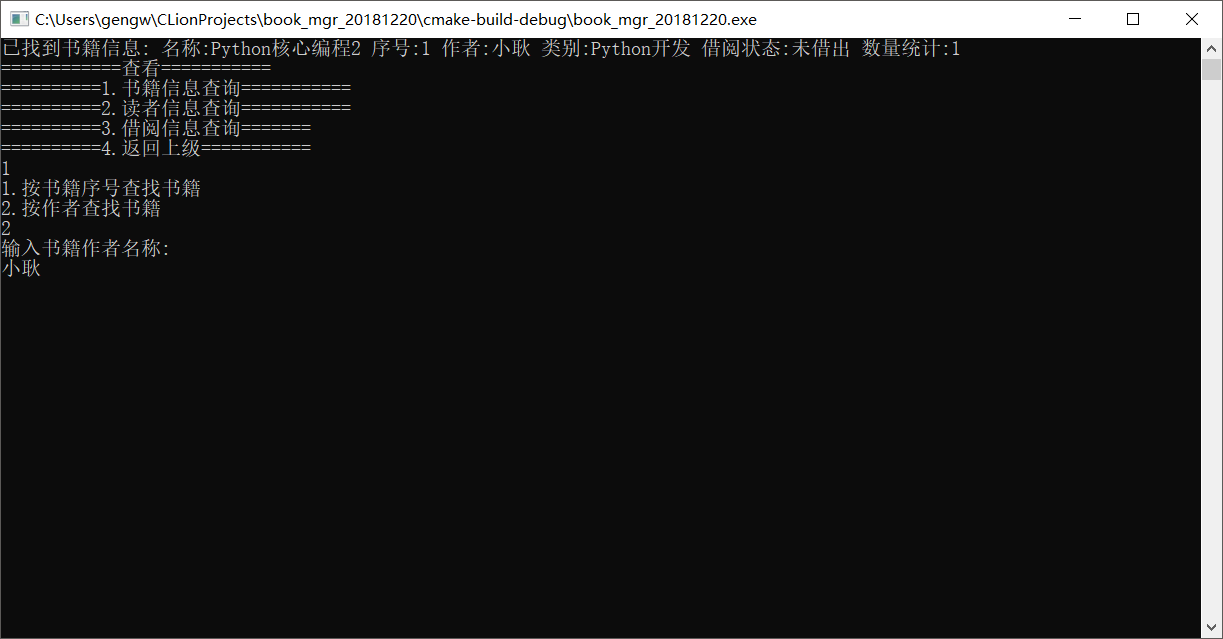 C:\Users\gengw\CLionProjects\book_mgr_20181220\cmake-build-debug\book_mgr_20181220.exe
已找到书籍信息: 名称:Python核心编程2 序号:1 作者:小耿 类别:Python开发 借阅状态:未借出 数量统计:1
============查看===========
==========1.书籍信息查询===========
==========2.读者信息查询===========
==========3.借阅信息查询=======
==========4.返回上级===========
1
1.按书籍序号查找书籍
2.按作者查找书籍
2
输入书籍作者名称:
小耿